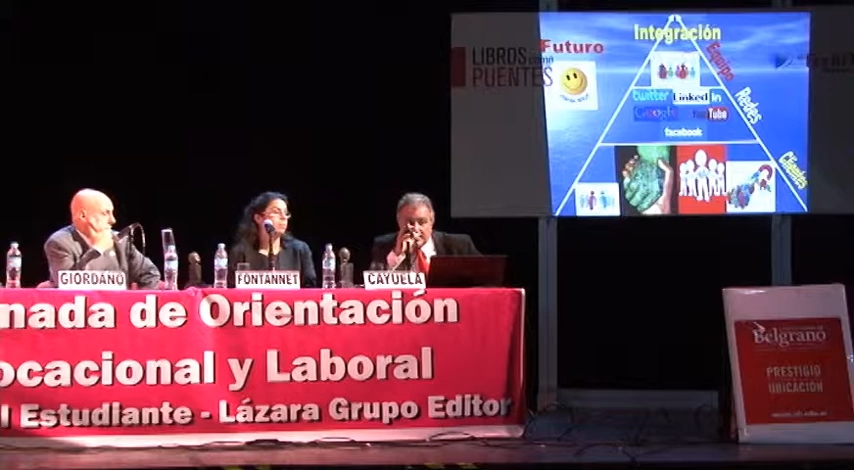 LIBROS como
PUENTES
Integración
Futuro
Equipo
twitter
Linked in
Google
YouTube
facebook
Redes
Clientes
GIORDANO
FONTANNET
CAYUELA
nada de Orientación
ocacional y Laboral
l Estudiante - Lázara Grupo Editor
Belgrano
PRESTIGIO
UBICACIÓN